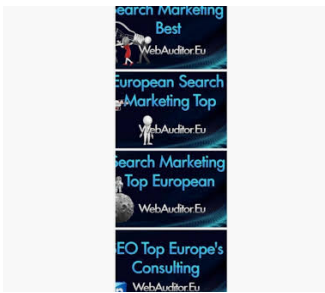 Search Marketing
Best
WebAuditor.Eu
European Search
Marketing Top
WebAuditor.Eu
Search Marketing
Top European
WebAuditor.Eu
SEO Top Europe's
Consulting
WebAuditor.Eu